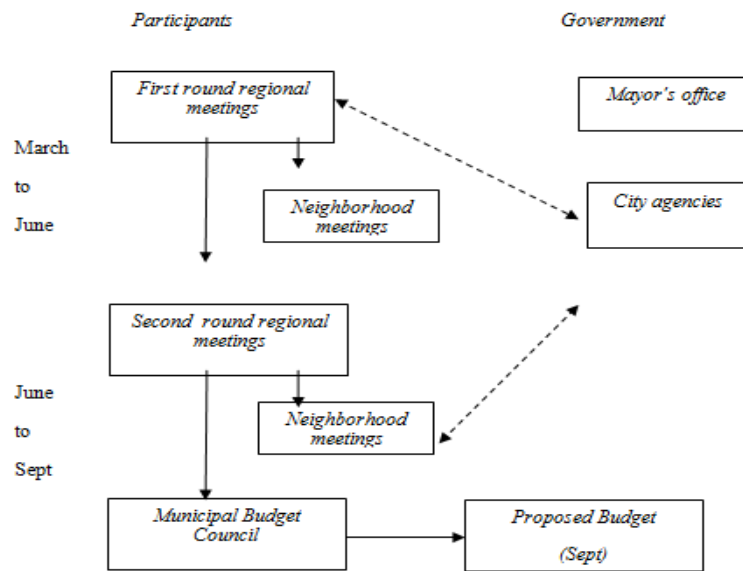 Participants
Government
First round regional
meetings
Mayor's office
March
to
June
Neighborhood
meetings
City agencies
Second round regional
meetings
June
to
Sept
Neighborhood
meetings
Municipal Budget
Council
Proposed Budget
(Sept)